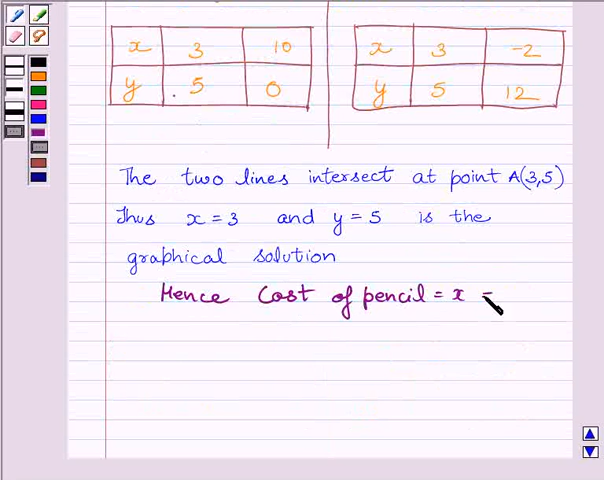 x 3 10
y . 5 0
x 3 -2
y 5 12
The two lines intersect at point A(3,5)
Thus x = 3 and y = 5 is the
graphical solution
Hence Cost of pencil = x =